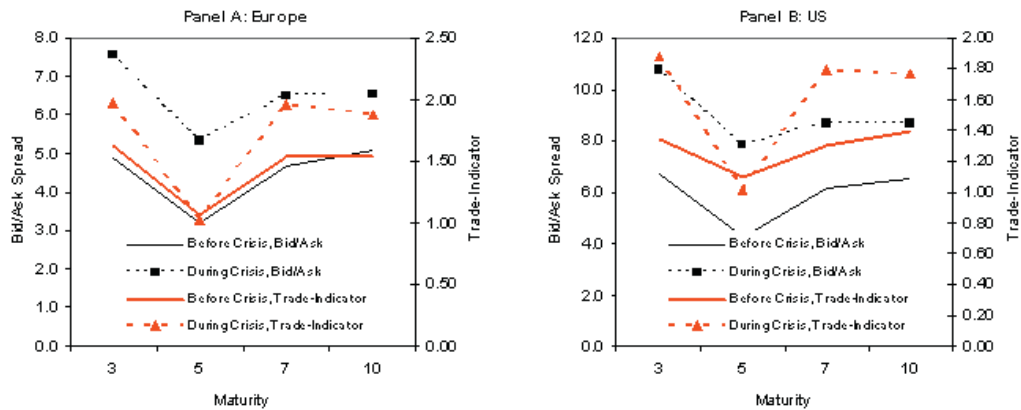 Panel A: Europe
8.0
7.0
6.0
5.0
4.0
3.0
2.0
1.0
0.0
Bid/Ask Spread
2.50
2.00
1.50
1.00
0.50
0.00
Trade-Indicator
Before Crisis, Bid/Ask
During Crisis, Bid/Ask
Before Crisis, Trade-Indicator
During Crisis, Trade-Indicator
3 5 7 10
Maturity
Panel B: US
12.0
10.0
8.0
6.0
4.0
2.0
0.0
Bid/Ask Spread
2.00
1.80
1.60
1.40
1.20
1.00
0.80
0.60
0.40
0.20
0.00
Trade-Indicator
Before Crisis, Bid/Ask
During Crisis, Bid/Ask
Before Crisis, Trade-Indicator
During Crisis, Trade-Indicator
3 5 7 10
Maturity